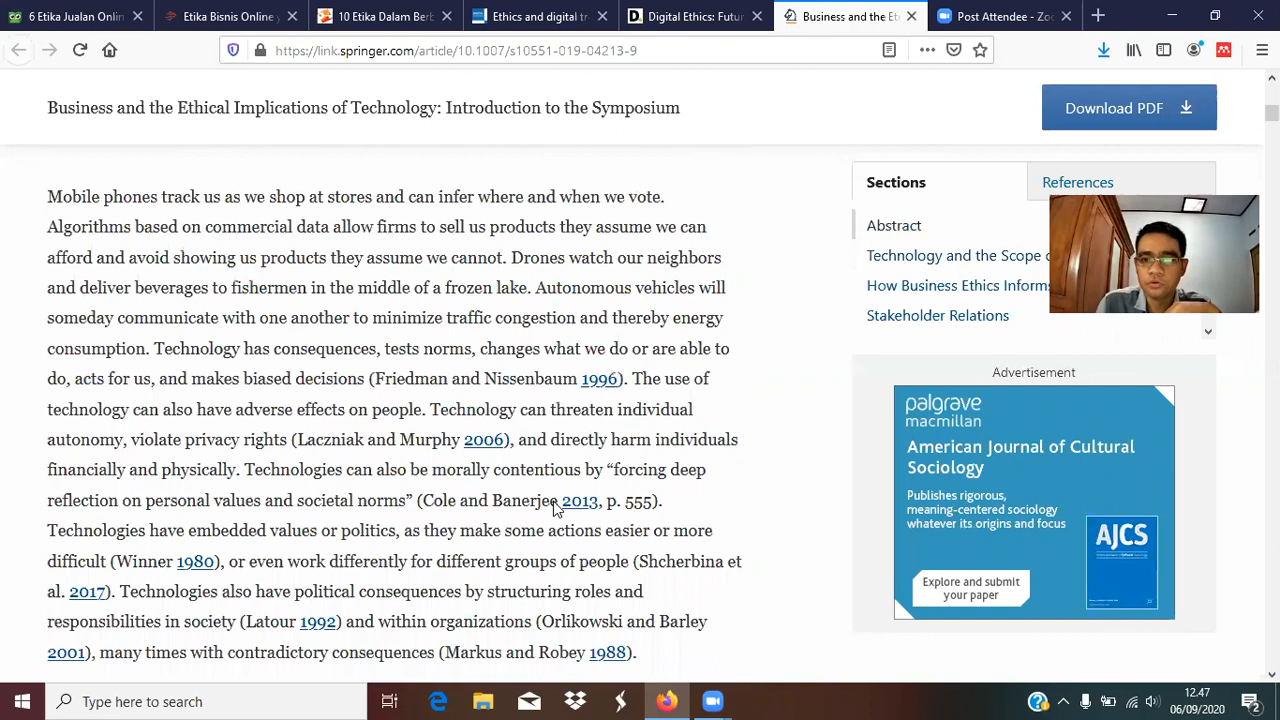 6 Etika Jualan Onlin
Etika Bisnis Online y
10 Etika Dalam Berb
Ethics and digital tr
Digital Ethics: Futur
Business and the Et
Post Attendee - Zoo
https://link.springer.com/article/10.1007/s10551-019-04213-9
Business and the Ethical Implications of Technology: Introduction to the Symposium
Download PDF
Mobile phones track us as we shop at stores and can infer where and when we vote.
Algorithms based on commercial data allow firms to sell us products they assume we can
afford and avoid showing us products they assume we cannot. Drones watch our neighbors
and deliver beverages to fishermen in the middle of a frozen lake. Autonomous vehicles will
someday communicate with one another to minimize traffic congestion and thereby energy
consumption. Technology has consequences, tests norms, changes what we do or are able to
do, acts for us, and makes biased decisions (Friedman and Nissenbaum 1996). The use of
technology can also have adverse effects on people. Technology can threaten individual
autonomy, violate privacy rights (Laczniak and Murphy 2006), and directly harm individuals
financially and physically. Technologies can also be morally contentious by “forcing deep
reflection on personal values and societal norms” (Cole and Banerjee 2013, p. 555).
Technologies have embedded values or politics, as they make some actions easier or more
difficult (Winner 1980), or even work differently for different groups of people (Shcherbina et
al. 2017). Technologies also have political consequences by structuring roles and
responsibilities in society (Latour 1992) and within organizations (Orlikowski and Barley
2001), many times with contradictory consequences (Markus and Robey 1988).
Sections
References
Abstract
Technology and the Scope
How Business Ethics Informs
Stakeholder Relations
Advertisement
palgrave
macmillan
American Journal of Cultural
Sociology
Publishes rigorous,
meaning-centered sociology
whatever its origins and focus
AJCS
Explore and submit
your paper
Type here to search
12.47
06/09/2020
2